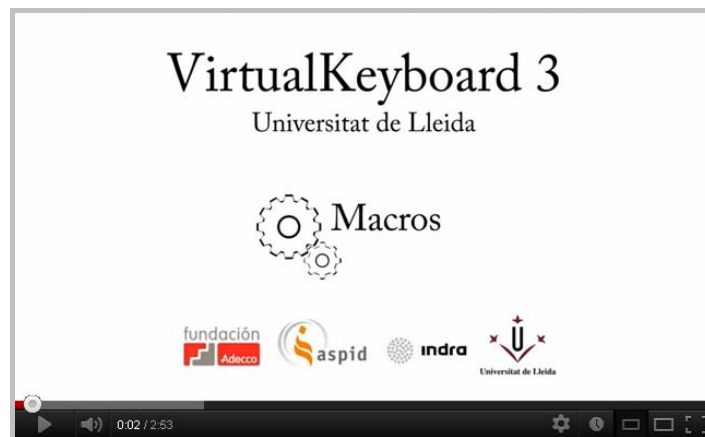 VirtualKeyboard 3
Universitat de Lleida
Macros
fundación
Adecco
aspid
indra
Universitat de Lleida
0:02 / 2:53